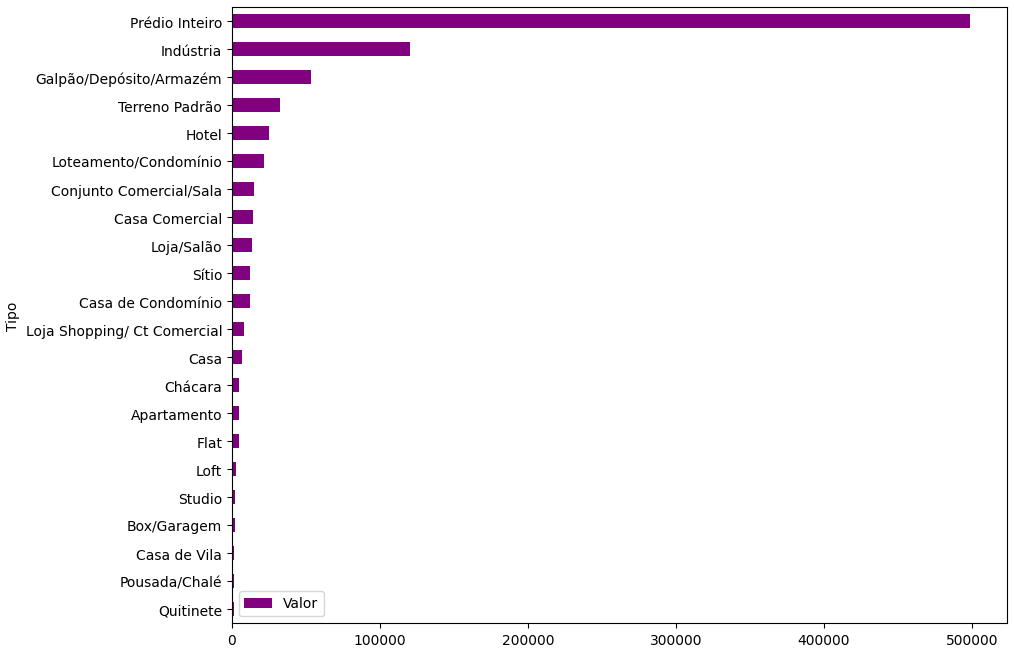 Prédio Inteiro
Indústria
Galpão/Depósito/Armazém
Terreno Padrão
Hotel
Loteamento/Condomínio
Conjunto Comercial/Sala
Casa Comercial
Loja/Salão
Sítio
Casa de Condomínio
Loja Shopping/ Ct Comercial
Casa
Chácara
Apartamento
Flat
Loft
Studio
Box/Garagem
Casa de Vila
Pousada/Chalé
Quitinete
Tipo
Valor
0 100000 200000 300000 400000 500000